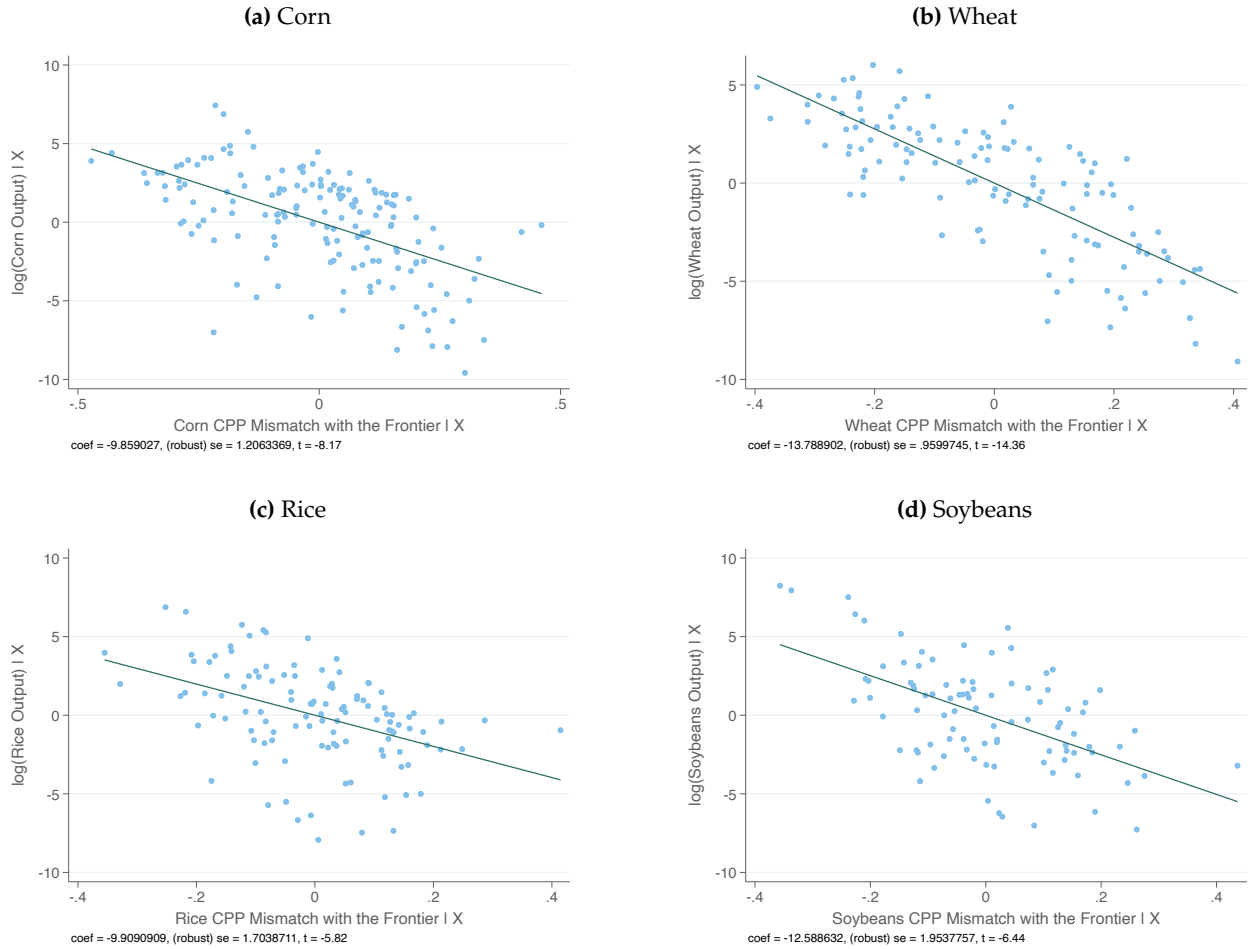 (a) Corn
10
5
0
-5
-10
log(Corn Output) | X
-.5
0
.5
Corn CPP Mismatch with the Frontier | X
coef = -9.859027, (robust) se = 1.2063369, t = -8.17
(b) Wheat
5
0
-5
-10
log(Wheat Output) | X
-.4
-.2
0
.2
.4
Wheat CPP Mismatch with the Frontier | X
coef = -13.788902, (robust) se = .9599745, t = -14.36
(c) Rice
10
5
0
-5
-10
log(Rice Output) | X
-.4
-.2
0
.2
.4
Rice CPP Mismatch with the Frontier | X
coef = -9.9090909, (robust) se = 1.7038711, t = -5.82
(d) Soybeans
10
5
0
-5
-10
log(Soybeans Output) | X
-.4
-.2
0
.2
.4
Soybeans CPP Mismatch with the Frontier | X
coef = -12.588632, (robust) se = 1.9537757, t = -6.44